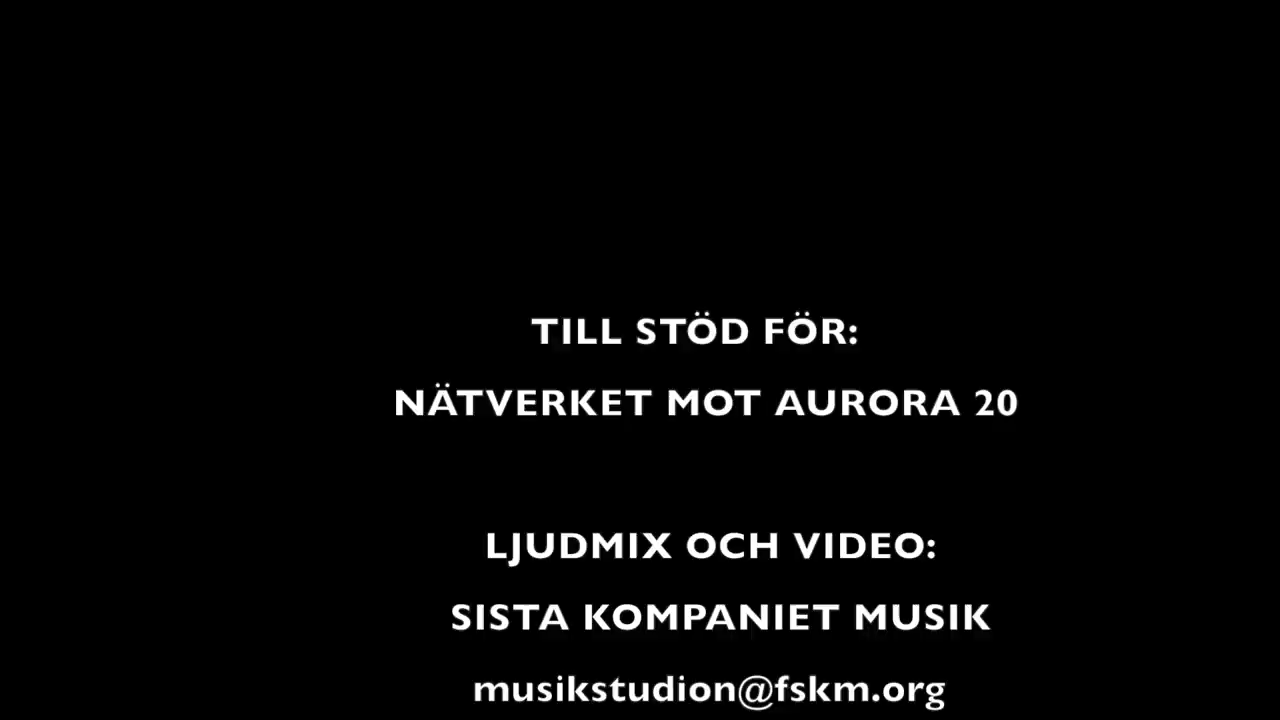 TILL STÖD FÖR:
NÄTVERKET MOT AURORA 20
LJUDMIX OCH VIDEO:
SISTA KOMPANIET MUSIK
musikstudion@fskm.org